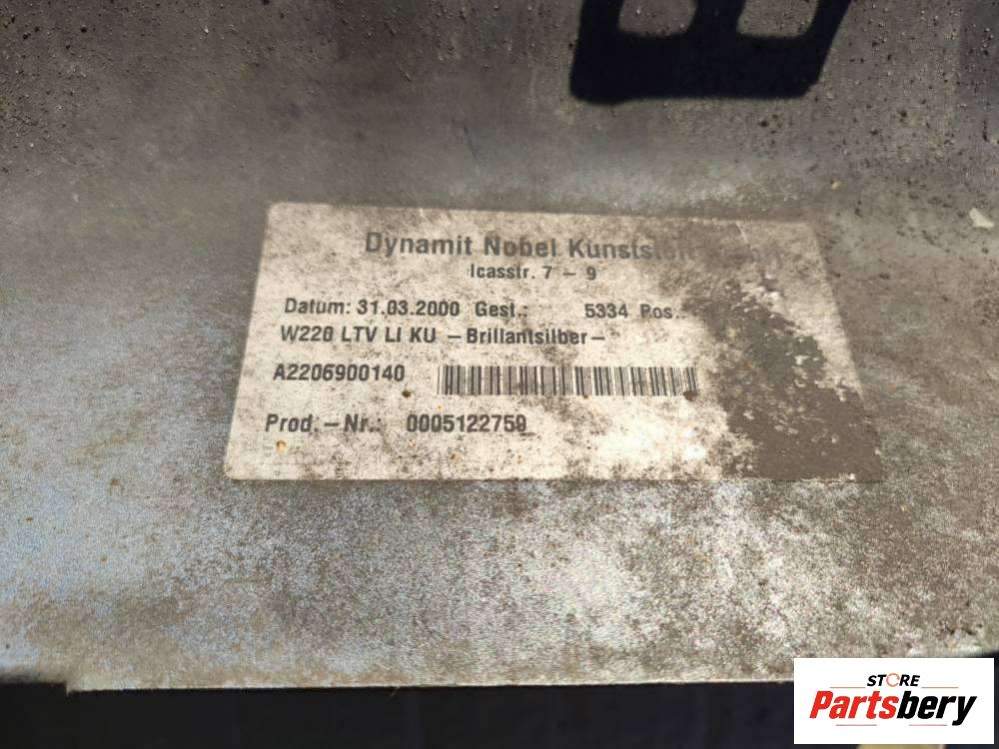 Dynamit Nobel Kunststoff
Icasstr. 7 – 9
Datum: 31.03.2000 Gest.: 5334 Pos.:
W220 LTV LI KU –Brillantsilber–
A2206900140
Prod.–Nr.: 0005122759
STORE
Partsbery